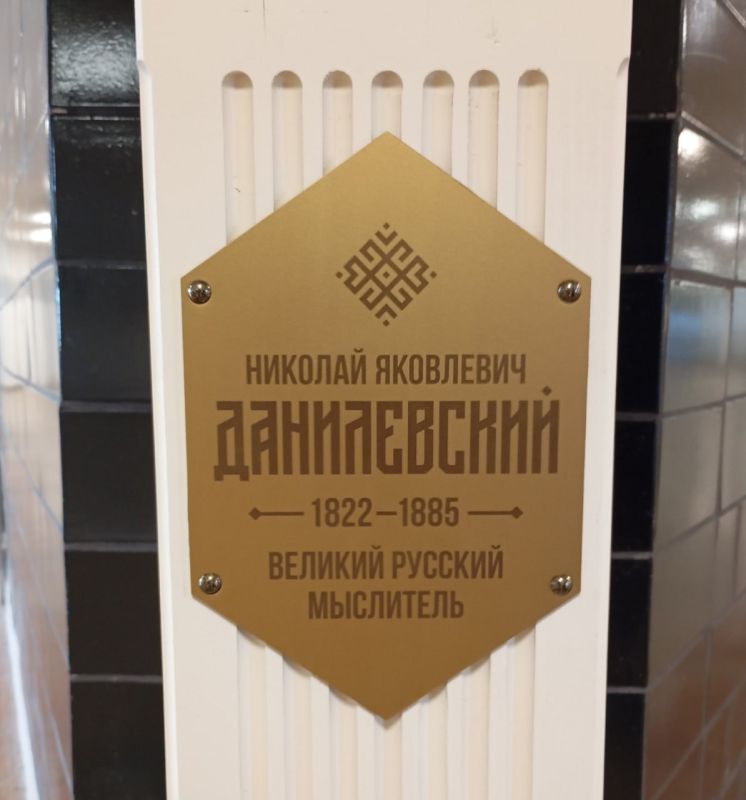 НИКОЛАЙ ЯКОВЛЕВИЧ
ДАНИЛЕВСКИЙ
1822–1885
ВЕЛИКИЙ РУССКИЙ
МЫСЛИТЕЛЬ